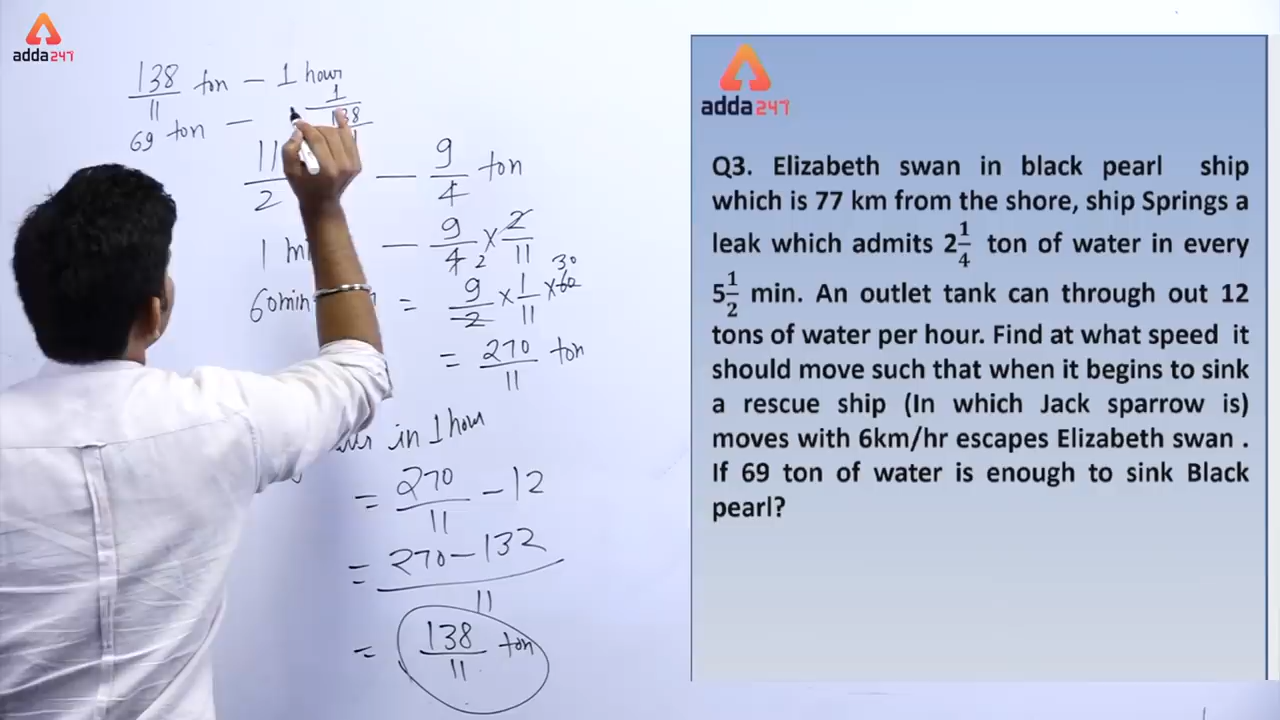 adda247
138/11 ton — 1 hour
69 ton — 1/138
11/2 — 9/4 ton
1 — 9/4 2 × 2/11
60min = 9/2 × 1/11 × 60 30
= 270/11 ton
in 1 hour
= 270/11 - 12
= 270-132/11
= 138/11 ton
adda247
Q3. Elizabeth swan in black pearl ship
which is 77 km from the shore, ship Springs a
leak which admits 2 1/4 ton of water in every
5 1/2 min. An outlet tank can through out 12
tons of water per hour. Find at what speed it
should move such that when it begins to sink
a rescue ship (In which Jack sparrow is)
moves with 6km/hr escapes Elizabeth swan .
If 69 ton of water is enough to sink Black
pearl?